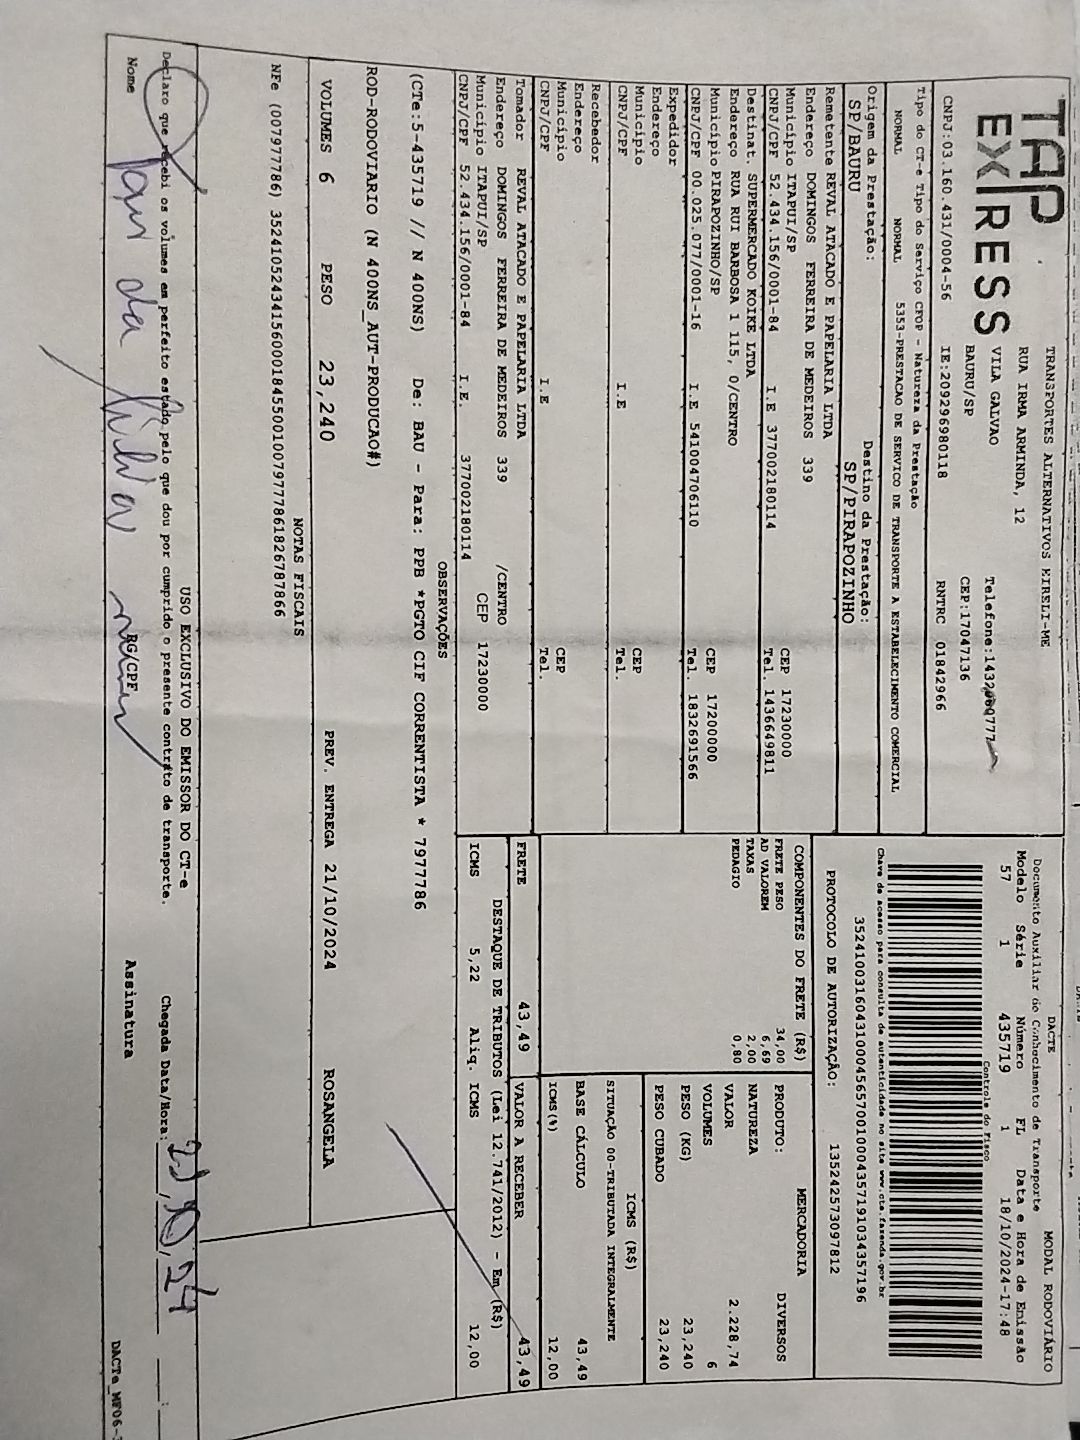 TAP
EXPRESS
TRANSPORTES ALTERNATIVOS EIRELI-ME
RUA IRMA ARMINDA, 12
VILA GALVAO
BAURU/SP
CEP:17047136
CNPJ:03.160.431/0004-56 IE:209296980118 RNTRC 01842966
Tipo do CT-e Tipo do Serviço CFOP - Natureza da Prestação
NORMAL NORMAL 5353-PRESTACAO DE SERVICO DE TRANSPORTE A ESTABELECIMENTO COMERCIAL
Origem da Prestação: Destino da Prestação:
SP/BAURU SP/PIRAPOZINHO
Remetente REVAL ATACADO E PAPELARIA LTDA
Endereço DOMINGOS FERREIRA DE MEDEIROS 339
Município ITAPUI/SP CEP 17230000
CNPJ/CPF 52.434.156/0001-84 I.E 377002180114 Tel. 1436649811
Destinat. SUPERMERCADO KOIKE LTDA
Endereço RUA RUI BARBOSA 1 115, 0/CENTRO
Município PIRAPOZINHO/SP CEP 17200000
CNPJ/CPF 00.025.077/0001-16 I.E 541004706110 Tel. 1832691566
Expedidor
Endereço
Município CEP
CNPJ/CPF I.E Tel.
Recebedor
Endereço
Município CEP
CNPJ/CPF I.E Tel.
Tomador REVAL ATACADO E PAPELARIA LTDA
Endereço DOMINGOS FERREIRA DE MEDEIROS 339 /CENTRO
Município ITAPUI/SP CEP 17230000
CNPJ/CPF 52.434.156/0001-84 I.E. 377002180114
DACTE MODAL RODOVIÁRIO
Documento Auxiliar do Conhecimento de Transporte
Modelo Série Número FL Data e Hora de Emissão
57 1 435719 1 18/10/2024-17:48
Controle do Fisco
Chave de acesso para consulta de autenticidade no site www.cte.fazenda.gov.br
35241003160431000456570010004357191034357196
PROTOCOLO DE AUTORIZAÇÃO: 135242573097812
COMPONENTES DO FRETE (R$)
FRETE PESO 34,00
AD VALOREM 6,69
TAXAS 2,00
PEDAGIO 0,80
MERCADORIA
PRODUTO: DIVERSOS
NATUREZA
VALOR 2.228,74
VOLUMES 6
PESO (KG) 23,240
PESO CUBADO 23,240
ICMS (R$)
SITUAÇÃO 00-TRIBUTADA INTEGRALMENTE
BASE CÁLCULO 43,49
ICMS(%) 12,00
FRETE 43,49 VALOR A RECEBER 43,49
DESTAQUE DE TRIBUTOS (Lei 12.741/2012) - Em (R$)
ICMS 5,22 Aliq. ICMS 12,00
OBSERVAÇÕES
(CTe:5-435719 // N 400NS) De: BAU - Para: PPB *PGTO CIF CORRENTISTA * 7977786
ROD-RODOVIARIO (N 400NS_AUT-PRODUCAO#)
VOLUMES 6 PESO 23,240 PREV. ENTREGA 21/10/2024 ROSANGELA
NOTAS FISCAIS
USO EXCLUSIVO DO EMISSOR DO CT-e
Declaro que recebi os volumes em perfeito estado pelo que dou por cumprido o presente contrato de transporte. Chegada Data/Hora:
Nome RG/CPF Assinatura